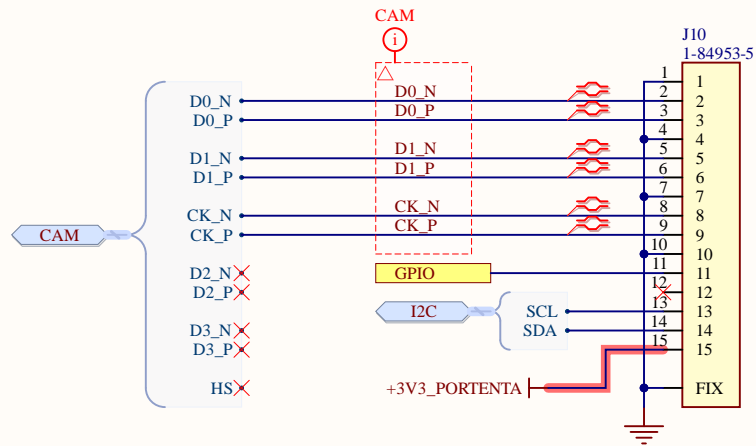 CAM
i
J10
1-84953-5
1 1
D0_N D0_N 2 2
D0_P D0_P 3 3
4 4
D1_N D1_N 5 5
D1_P D1_P 6 6
7 7
CK_N CK_N 8 8
CAM CK_P CK_P 9 9
10 10
D2_N GPIO 11 11
D2_P 12 12
I2C SCL 13 13
D3_N SDA 14 14
D3_P 15 15
HS +3V3_PORTENTA FIX